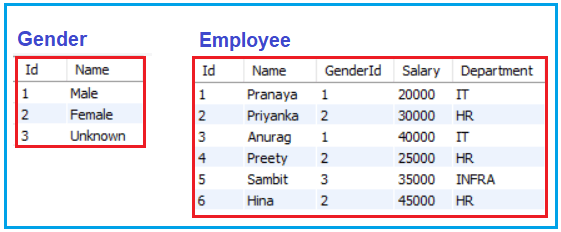 Gender
Id Name
1 Male
2 Female
3 Unknown
Employee
Id Name GenderId Salary Department
1 Pranaya 1 20000 IT
2 Priyanka 2 30000 HR
3 Anurag 1 40000 IT
4 Preety 2 25000 HR
5 Sambit 3 35000 INFRA
6 Hina 2 45000 HR